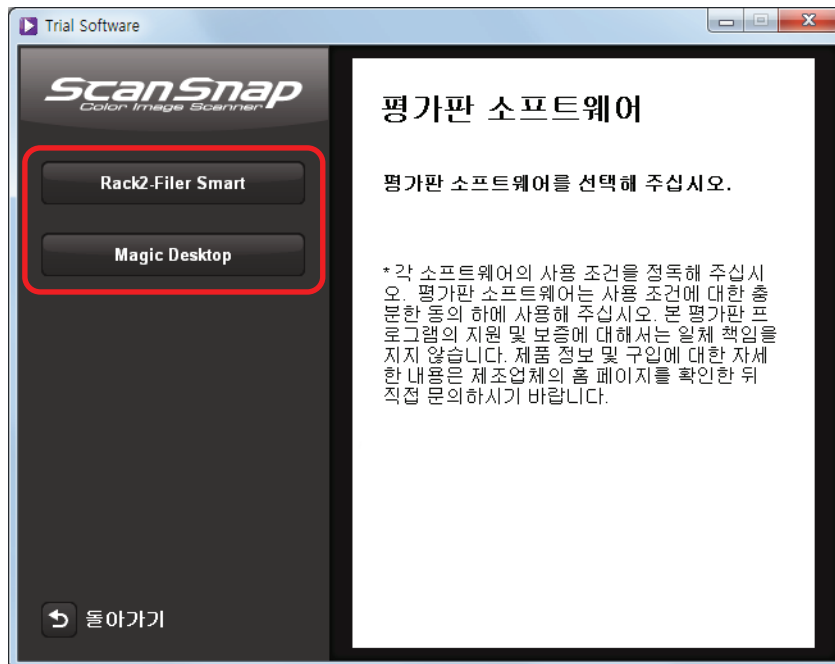 Trial Software
ScanSnap
Color Image Scanner
Rack2-Filer Smart
Magic Desktop
돌아가기
평가판 소프트웨어
평가판 소프트웨어를 선택해 주십시오.
* 각 소프트웨어의 사용 조건을 정독해 주십시
오. 평가판 소프트웨어는 사용 조건에 대한 충
분한 동의 하에 사용해 주십시오. 본 평가판 프
로그램의 지원 및 보증에 대해서는 일체 책임을
지지 않습니다. 제품 정보 및 구입에 대한 자세
한 내용은 제조업체의 홈 페이지를 확인한 뒤
직접 문의하시기 바랍니다.